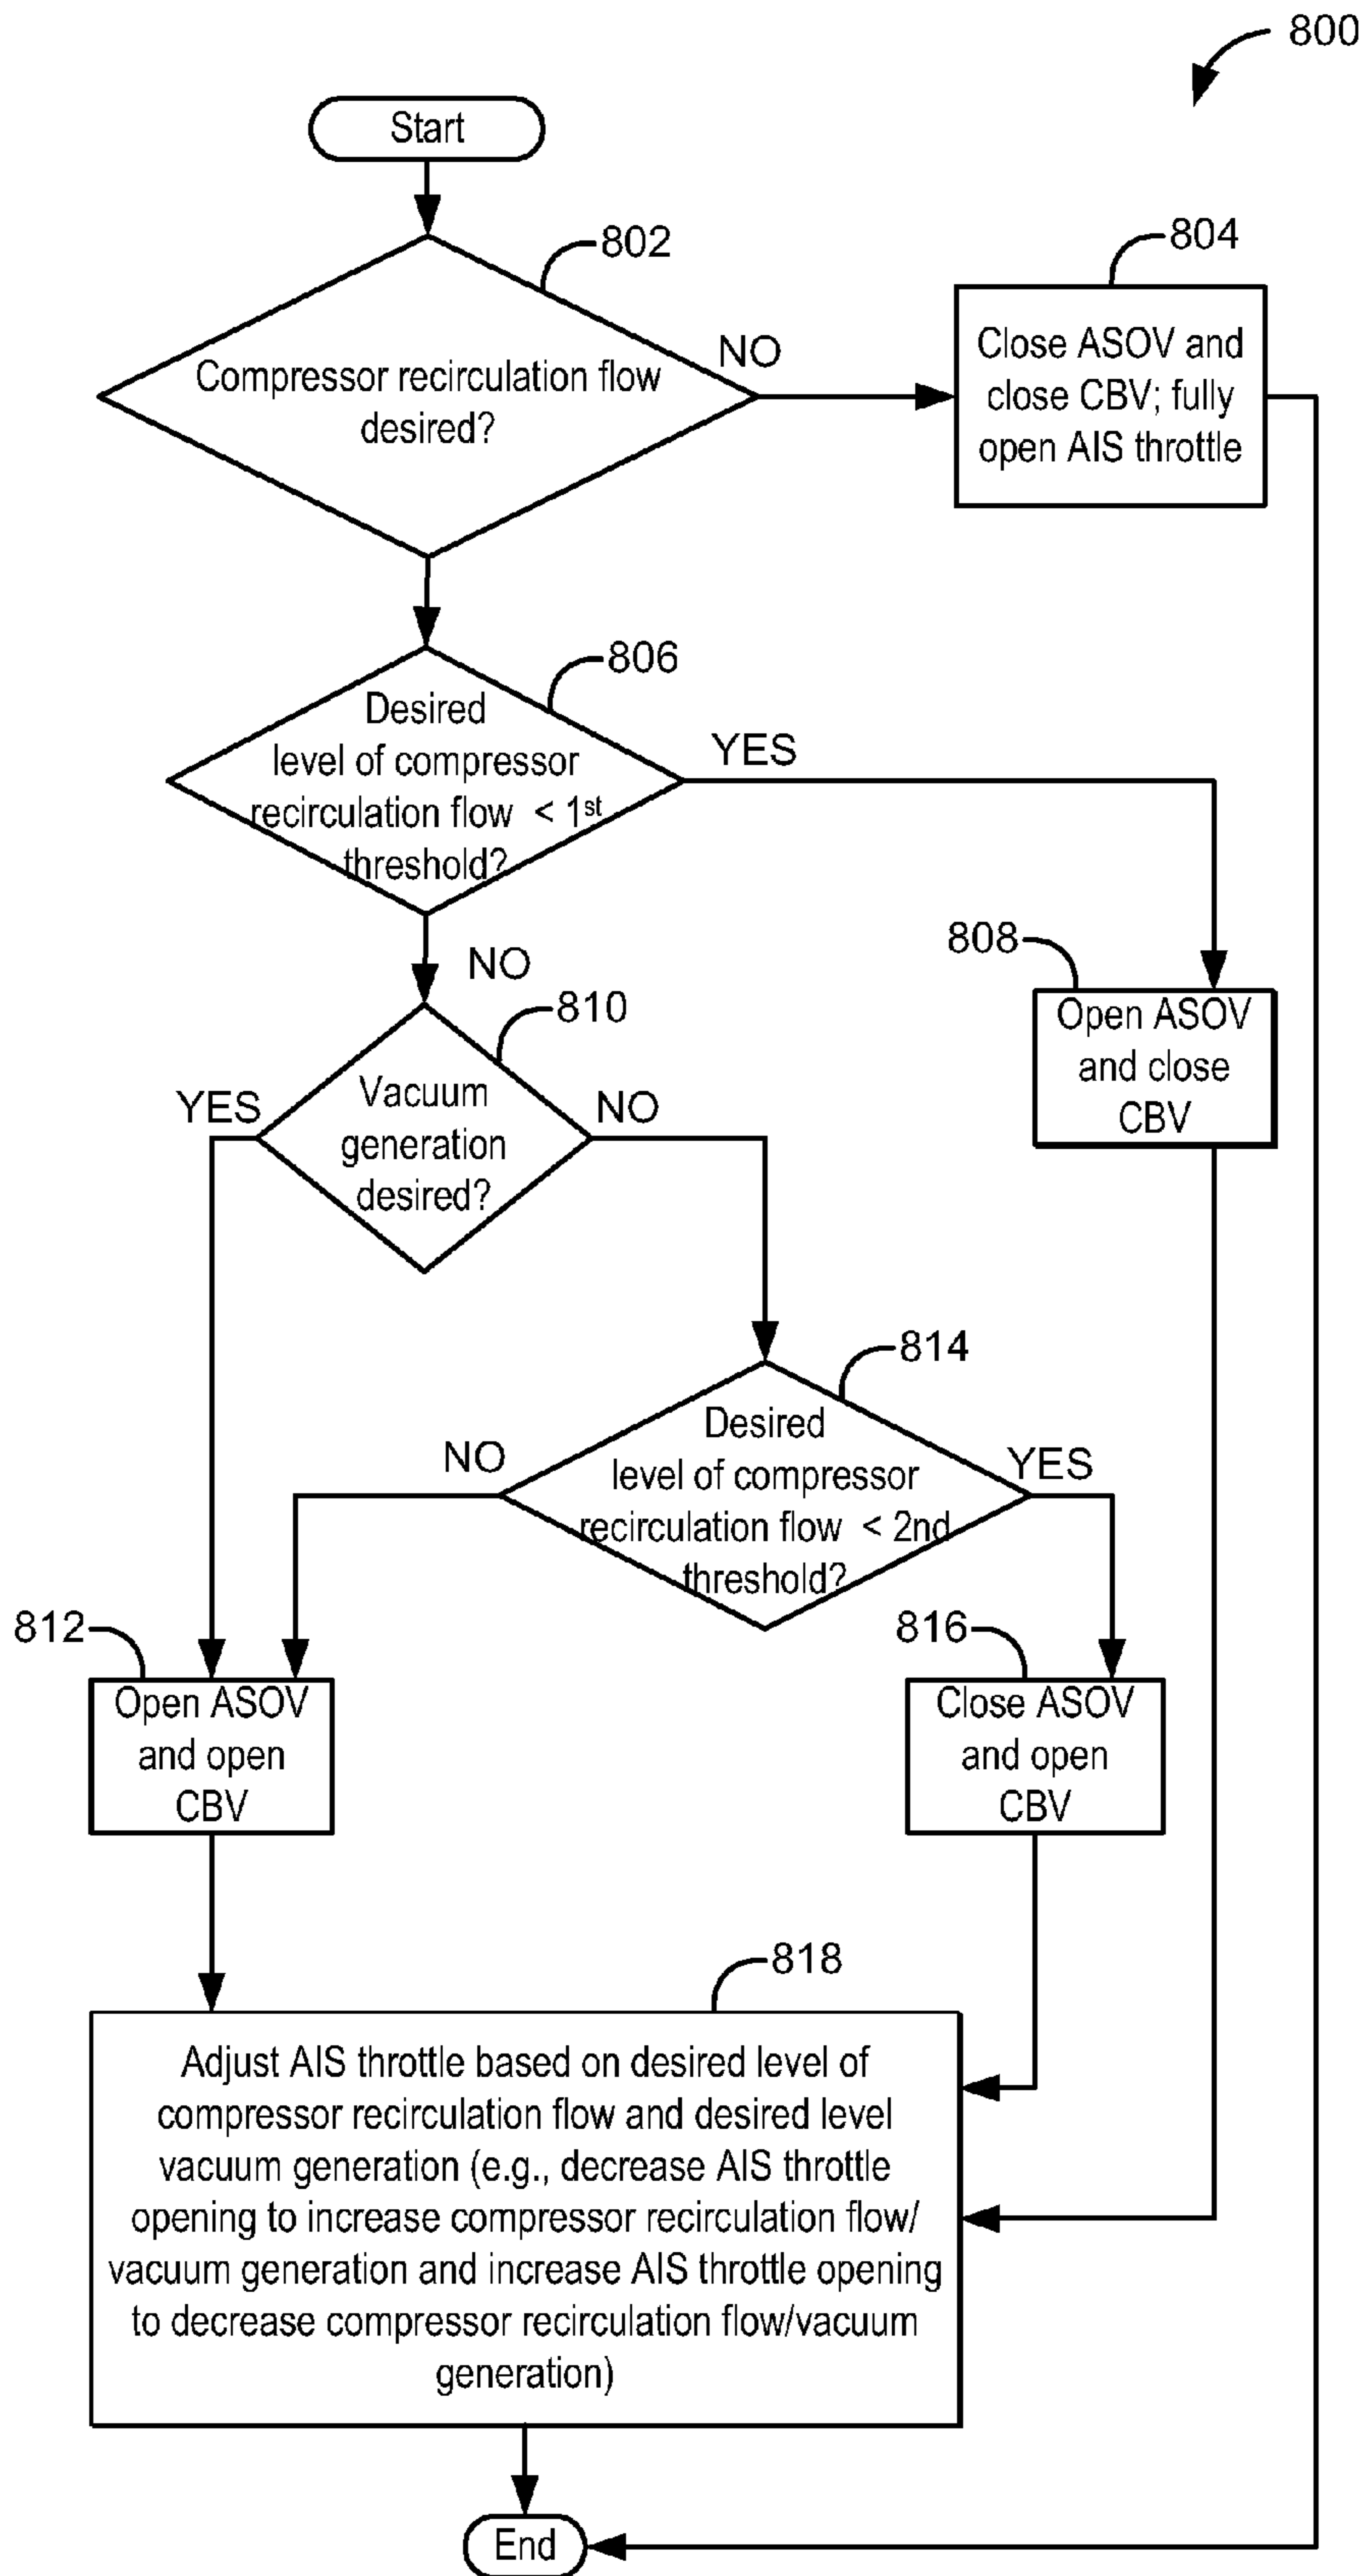 800
Start
802
Compressor recirculation flow
desired?
NO
804
Close ASOV and
close CBV; fully
open AIS throttle
806
Desired
level of compressor
recirculation flow < 1st
threshold?
YES
NO
808
Open ASOV
and close
CBV
810
Vacuum
generation
desired?
YES
NO
814
Desired
level of compressor
recirculation flow < 2nd
threshold?
NO
YES
812
Open ASOV
and open
CBV
816
Close ASOV
and open
CBV
818
Adjust AIS throttle based on desired level of
compressor recirculation flow and desired level
vacuum generation (e.g., decrease AIS throttle
opening to increase compressor recirculation flow/
vacuum generation and increase AIS throttle opening
to decrease compressor recirculation flow/vacuum
generation)
End